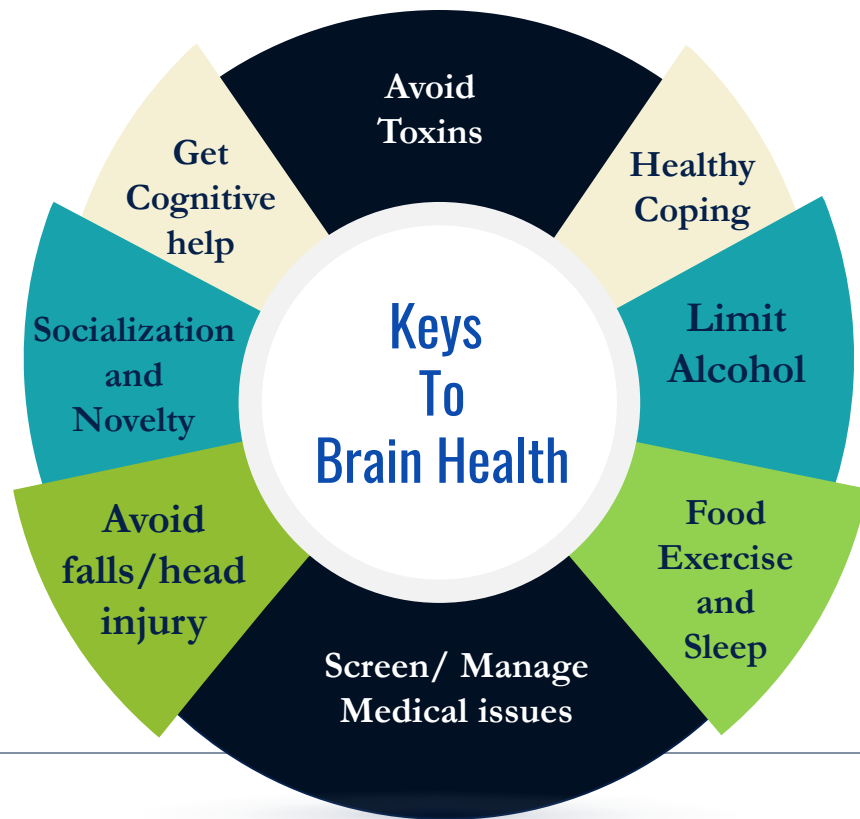 Avoid
Toxins
Healthy
Coping
Limit
Alcohol
Food
Exercise
and
Sleep
Screen/ Manage
Medical issues
Avoid
falls/head
injury
Socialization
and
Novelty
Get
Cognitive
help
Keys
To
Brain Health